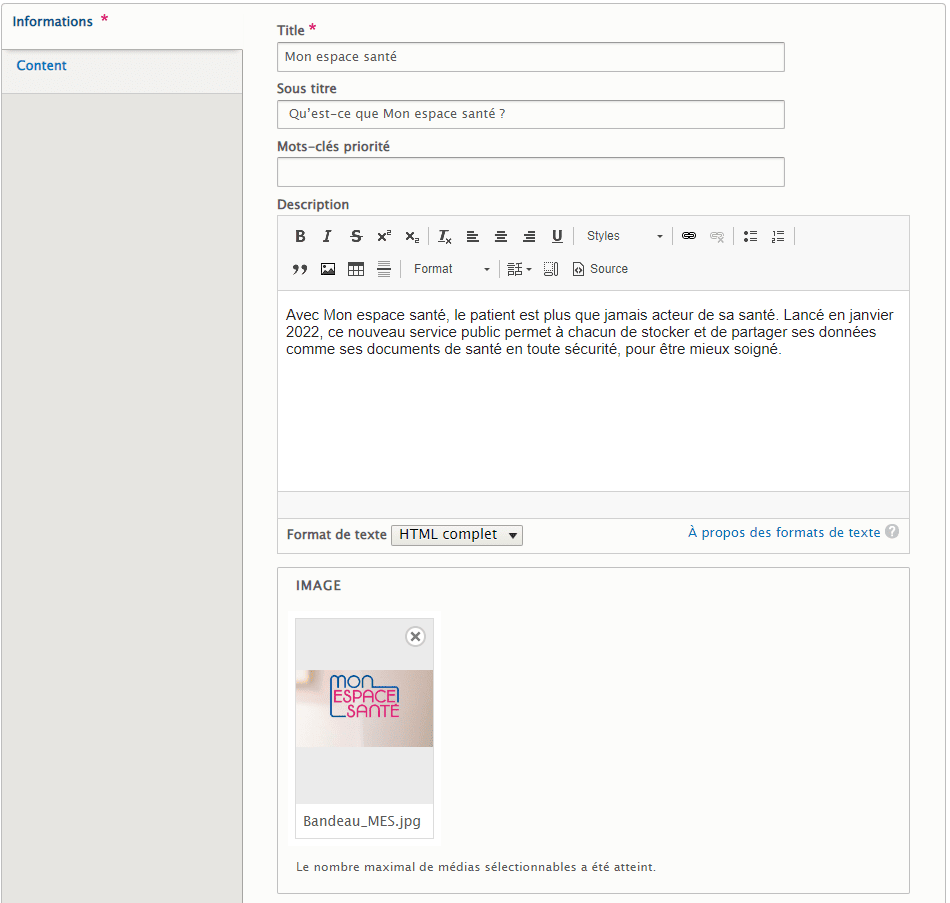 Informations *
Content
Title *
Mon espace santé
Sous titre
Qu'est-ce que Mon espace santé ?
Mots-clés priorité
Description
Styles
Format
Source
Avec Mon espace santé, le patient est plus que jamais acteur de sa santé. Lancé en janvier
2022, ce nouveau service public permet à chacun de stocker et de partager ses données
comme ses documents de santé en toute sécurité, pour être mieux soigné.
Format de texte HTML complet
À propos des formats de texte ?
IMAGE
MON
ESPACE
SANTÉ
Bandeau_MES.jpg
Le nombre maximal de médias sélectionnables a été atteint.